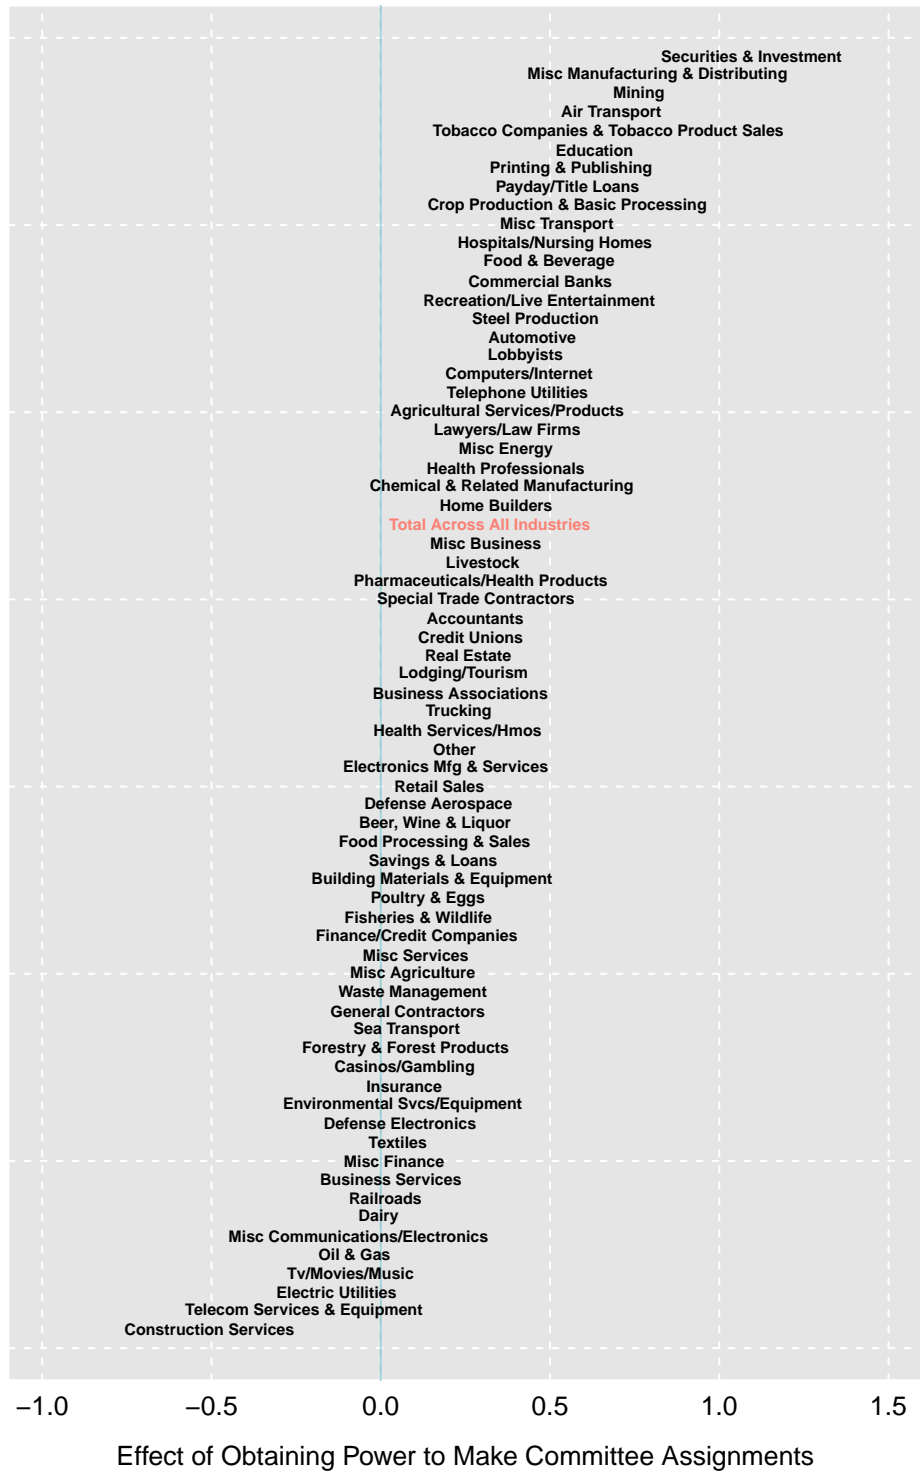 Securities & Investment
Misc Manufacturing & Distributing
Mining
Air Transport
Tobacco Companies & Tobacco Product Sales
Education
Printing & Publishing
Payday/Title Loans
Crop Production & Basic Processing
Misc Transport
Hospitals/Nursing Homes
Food & Beverage
Commercial Banks
Recreation/Live Entertainment
Steel Production
Automotive
Lobbyists
Computers/Internet
Telephone Utilities
Agricultural Services/Products
Lawyers/Law Firms
Misc Energy
Health Professionals
Chemical & Related Manufacturing
Home Builders
Total Across All Industries
Misc Business
Livestock
Pharmaceuticals/Health Products
Special Trade Contractors
Accountants
Credit Unions
Real Estate
Lodging/Tourism
Business Associations
Trucking
Health Services/Hmos
Other
Electronics Mfg & Services
Retail Sales
Defense Aerospace
Beer, Wine & Liquor
Food Processing & Sales
Savings & Loans
Building Materials & Equipment
Poultry & Eggs
Fisheries & Wildlife
Finance/Credit Companies
Misc Services
Misc Agriculture
Waste Management
General Contractors
Sea Transport
Forestry & Forest Products
Casinos/Gambling
Insurance
Environmental Svcs/Equipment
Defense Electronics
Textiles
Misc Finance
Business Services
Railroads
Dairy
Misc Communications/Electronics
Oil & Gas
Tv/Movies/Music
Electric Utilities
Telecom Services & Equipment
Construction Services
−1.0 −0.5 0.0 0.5 1.0 1.5
Effect of Obtaining Power to Make Committee Assignments